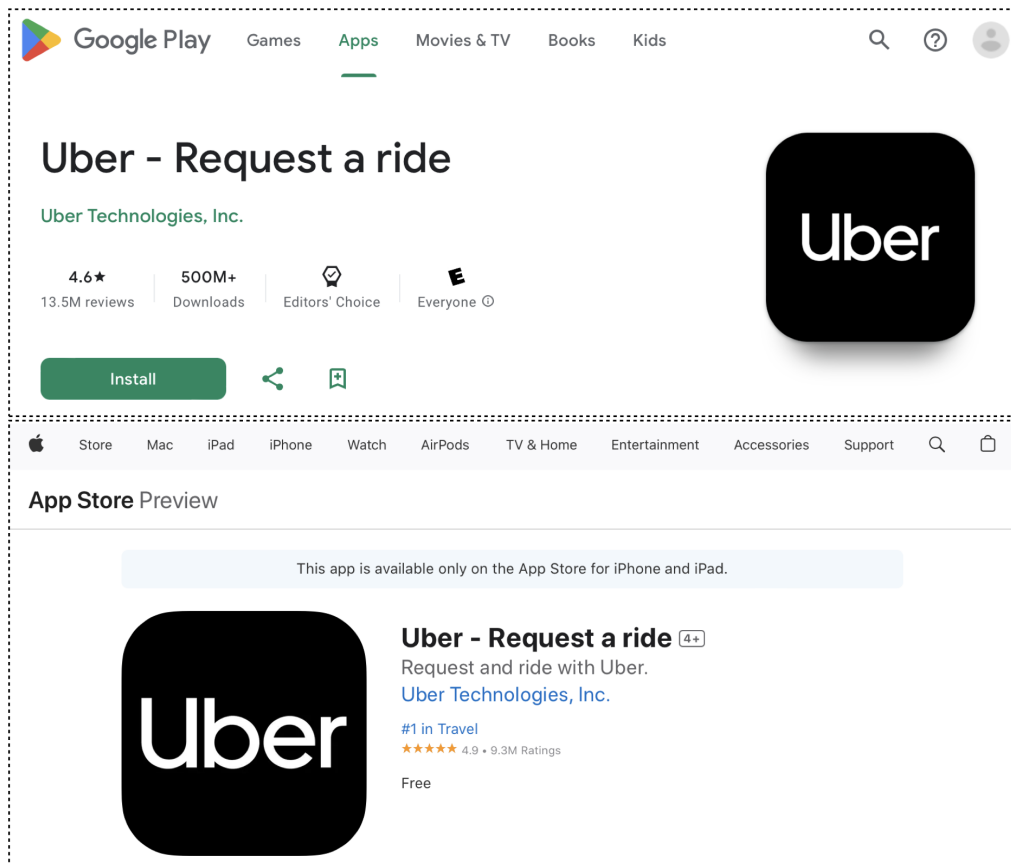 Google Play Games Apps Movies & TV Books Kids
Uber - Request a ride
Uber Technologies, Inc.
Uber
4.6★ 500M+ E
13.5M reviews Downloads Editors' Choice Everyone
Install
Store Mac iPad iPhone Watch AirPods TV & Home Entertainment Accessories Support
App Store Preview
This app is available only on the App Store for iPhone and iPad.
Uber
Uber - Request a ride 4+
Request and ride with Uber.
Uber Technologies, Inc.
#1 in Travel
★★★★★ 4.9 • 9.3M Ratings
Free